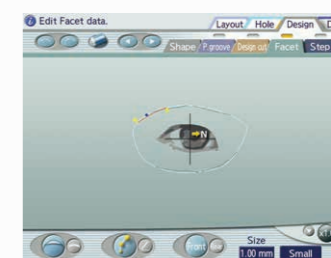 Edit Facet data.
Layout Hole Design D
Shape P.groove Design cut Facet Step
N
Front
Size
1.00 mm Small